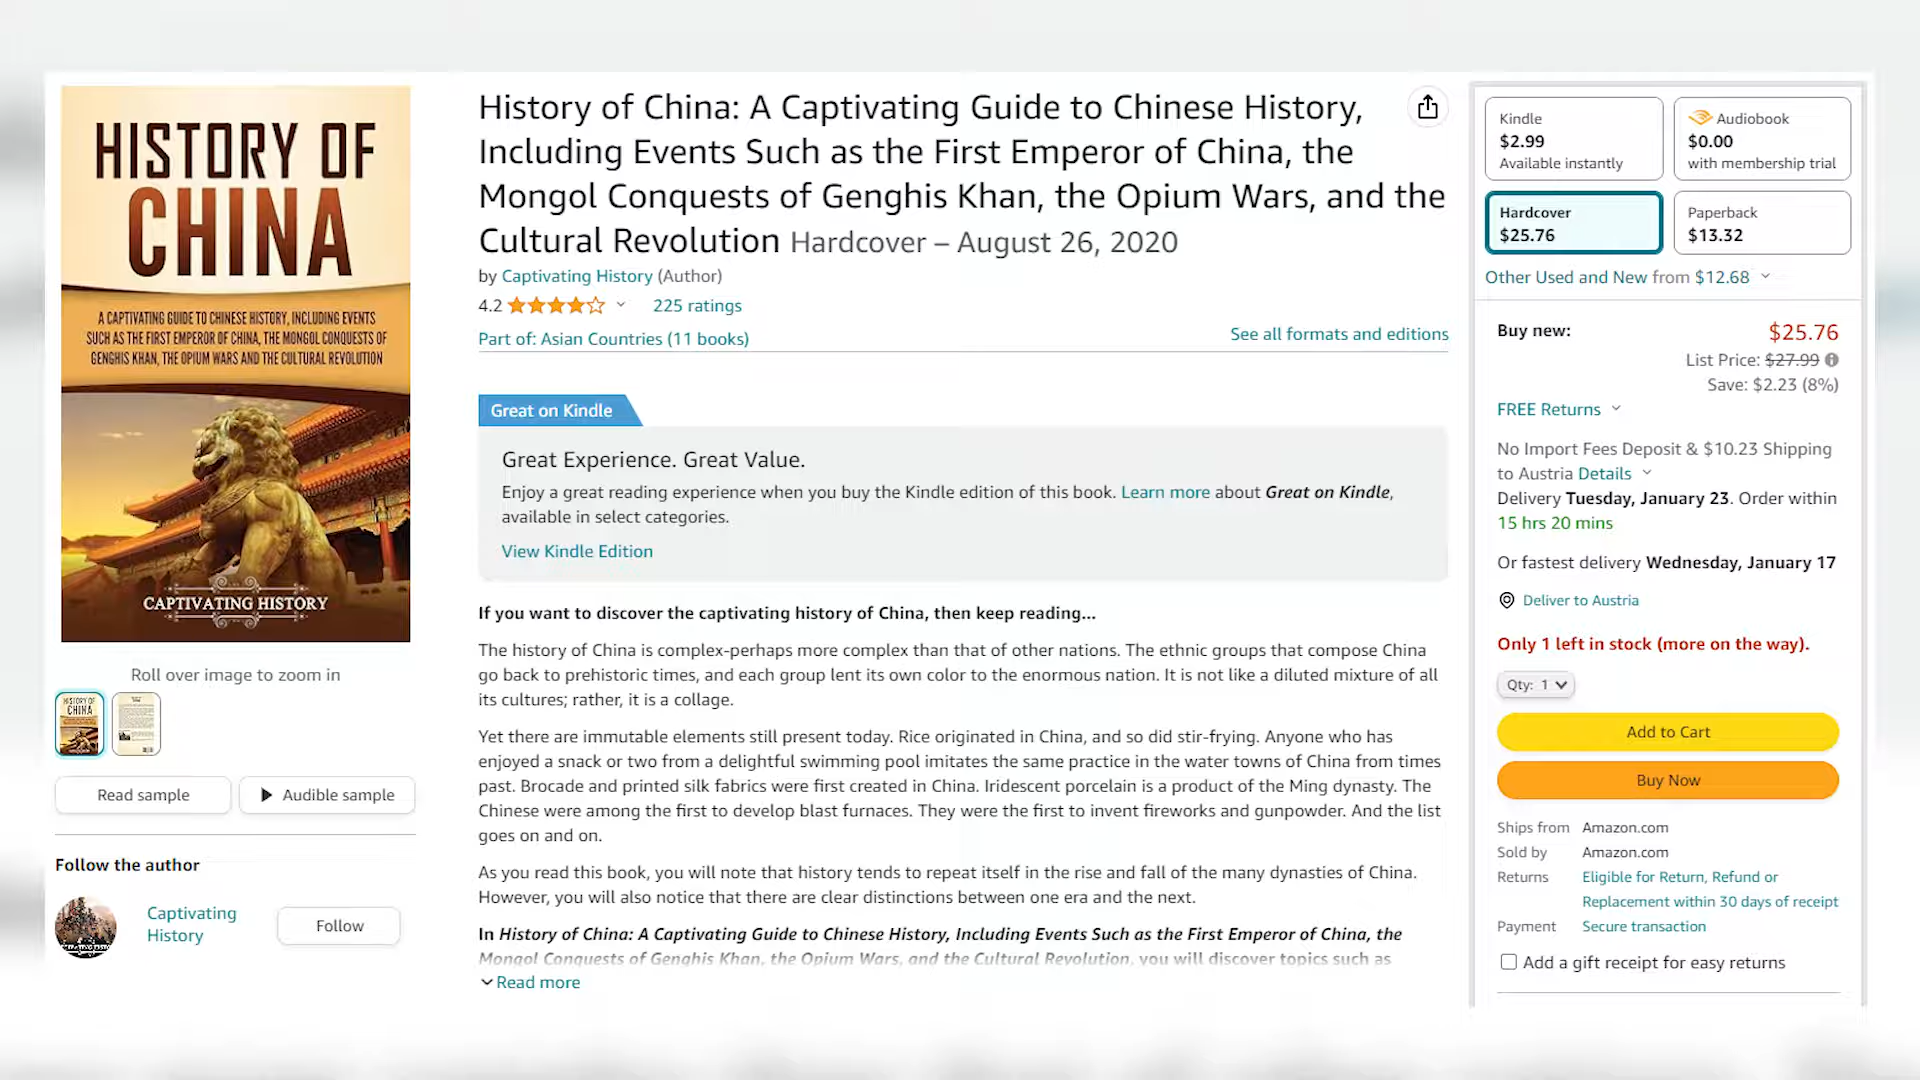 HISTORY OF
CHINA
A CAPTIVATING GUIDE TO CHINESE HISTORY, INCLUDING EVENTS
SUCH AS THE FIRST EMPEROR OF CHINA, THE MONGOL CONQUESTS OF
GENGHIS KHAN, THE OPIUM WARS AND THE CULTURAL REVOLUTION
CAPTIVATING HISTORY
Roll over image to zoom in
HISTORY OF
CHINA
Read sample
Audible sample
Follow the author
Captivating
History
Follow
History of China: A Captivating Guide to Chinese History,
Including Events Such as the First Emperor of China, the
Mongol Conquests of Genghis Khan, the Opium Wars, and the
Cultural Revolution Hardcover – August 26, 2020
by Captivating History (Author)
4.2 225 ratings
Part of: Asian Countries (11 books)
See all formats and editions
Great on Kindle
Great Experience. Great Value.
Enjoy a great reading experience when you buy the Kindle edition of this book. Learn more about Great on Kindle,
available in select categories.
View Kindle Edition
If you want to discover the captivating history of China, then keep reading...
The history of China is complex-perhaps more complex than that of other nations. The ethnic groups that compose China
go back to prehistoric times, and each group lent its own color to the enormous nation. It is not like a diluted mixture of all
its cultures; rather, it is a collage.
Yet there are immutable elements still present today. Rice originated in China, and so did stir-frying. Anyone who has
enjoyed a snack or two from a delightful swimming pool imitates the same practice in the water towns of China from times
past. Brocade and printed silk fabrics were first created in China. Iridescent porcelain is a product of the Ming dynasty. The
Chinese were among the first to develop blast furnaces. They were the first to invent fireworks and gunpowder. And the list
goes on and on.
As you read this book, you will note that history tends to repeat itself in the rise and fall of the many dynasties of China.
However, you will also notice that there are clear distinctions between one era and the next.
In History of China: A Captivating Guide to Chinese History, Including Events Such as the First Emperor of China, the
Mongol Conquests of Genghis Khan, the Opium Wars, and the Cultural Revolution, you will discover topics such as
Read more
Kindle
$2.99
Available instantly
Audiobook
$0.00
with membership trial
Hardcover
$25.76
Paperback
$13.32
Other Used and New from $12.68
Buy new:
$25.76
List Price: $27.99
Save: $2.23 (8%)
FREE Returns
No Import Fees Deposit & $10.23 Shipping
to Austria Details
Delivery Tuesday, January 23. Order within
15 hrs 20 mins
Or fastest delivery Wednesday, January 17
Deliver to Austria
Only 1 left in stock (more on the way).
Qty: 1
Add to Cart
Buy Now
Ships from Amazon.com
Sold by Amazon.com
Returns Eligible for Return, Refund or
Replacement within 30 days of receipt
Payment Secure transaction
Add a gift receipt for easy returns